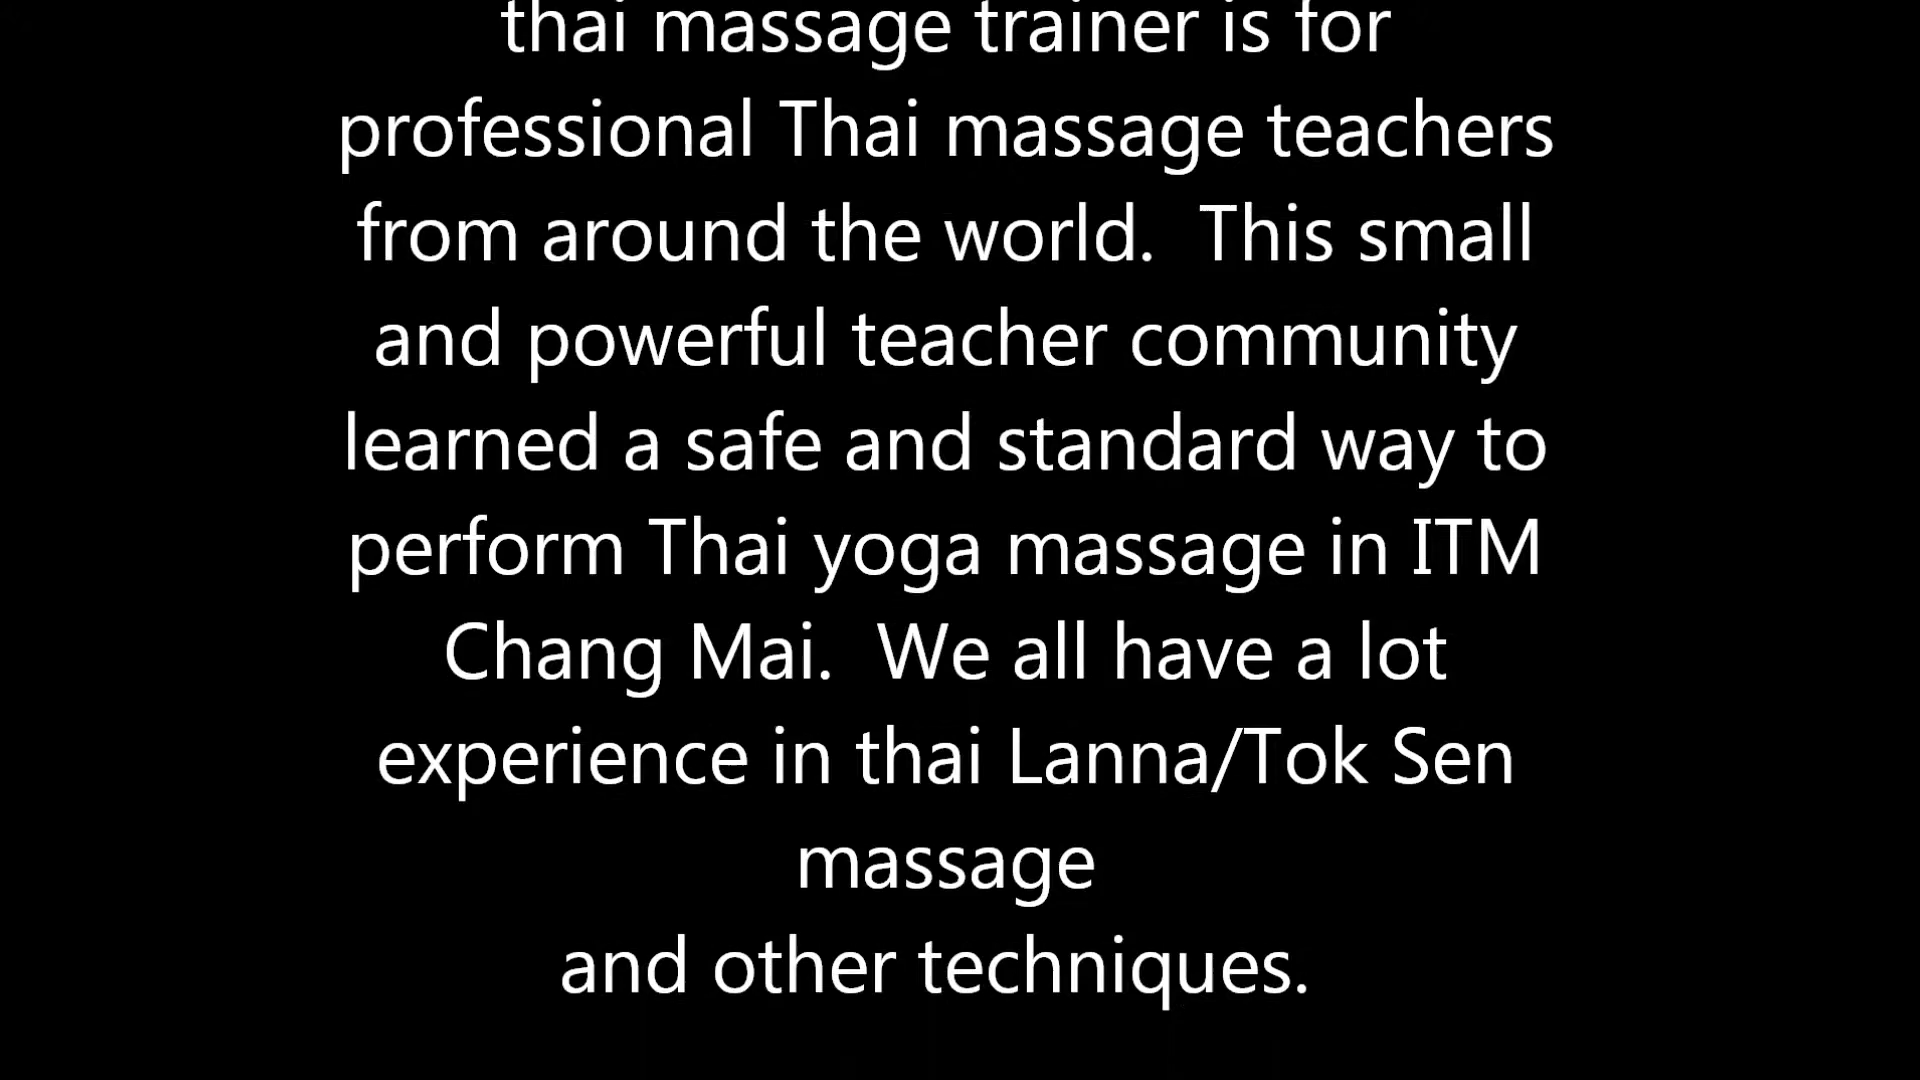 thai massage trainer is for
professional Thai massage teachers
from around the world.  This small
and powerful teacher community
learned a safe and standard way to
perform Thai yoga massage in ITM
Chang Mai.  We all have a lot
experience in thai Lanna/Tok Sen
massage
and other techniques.